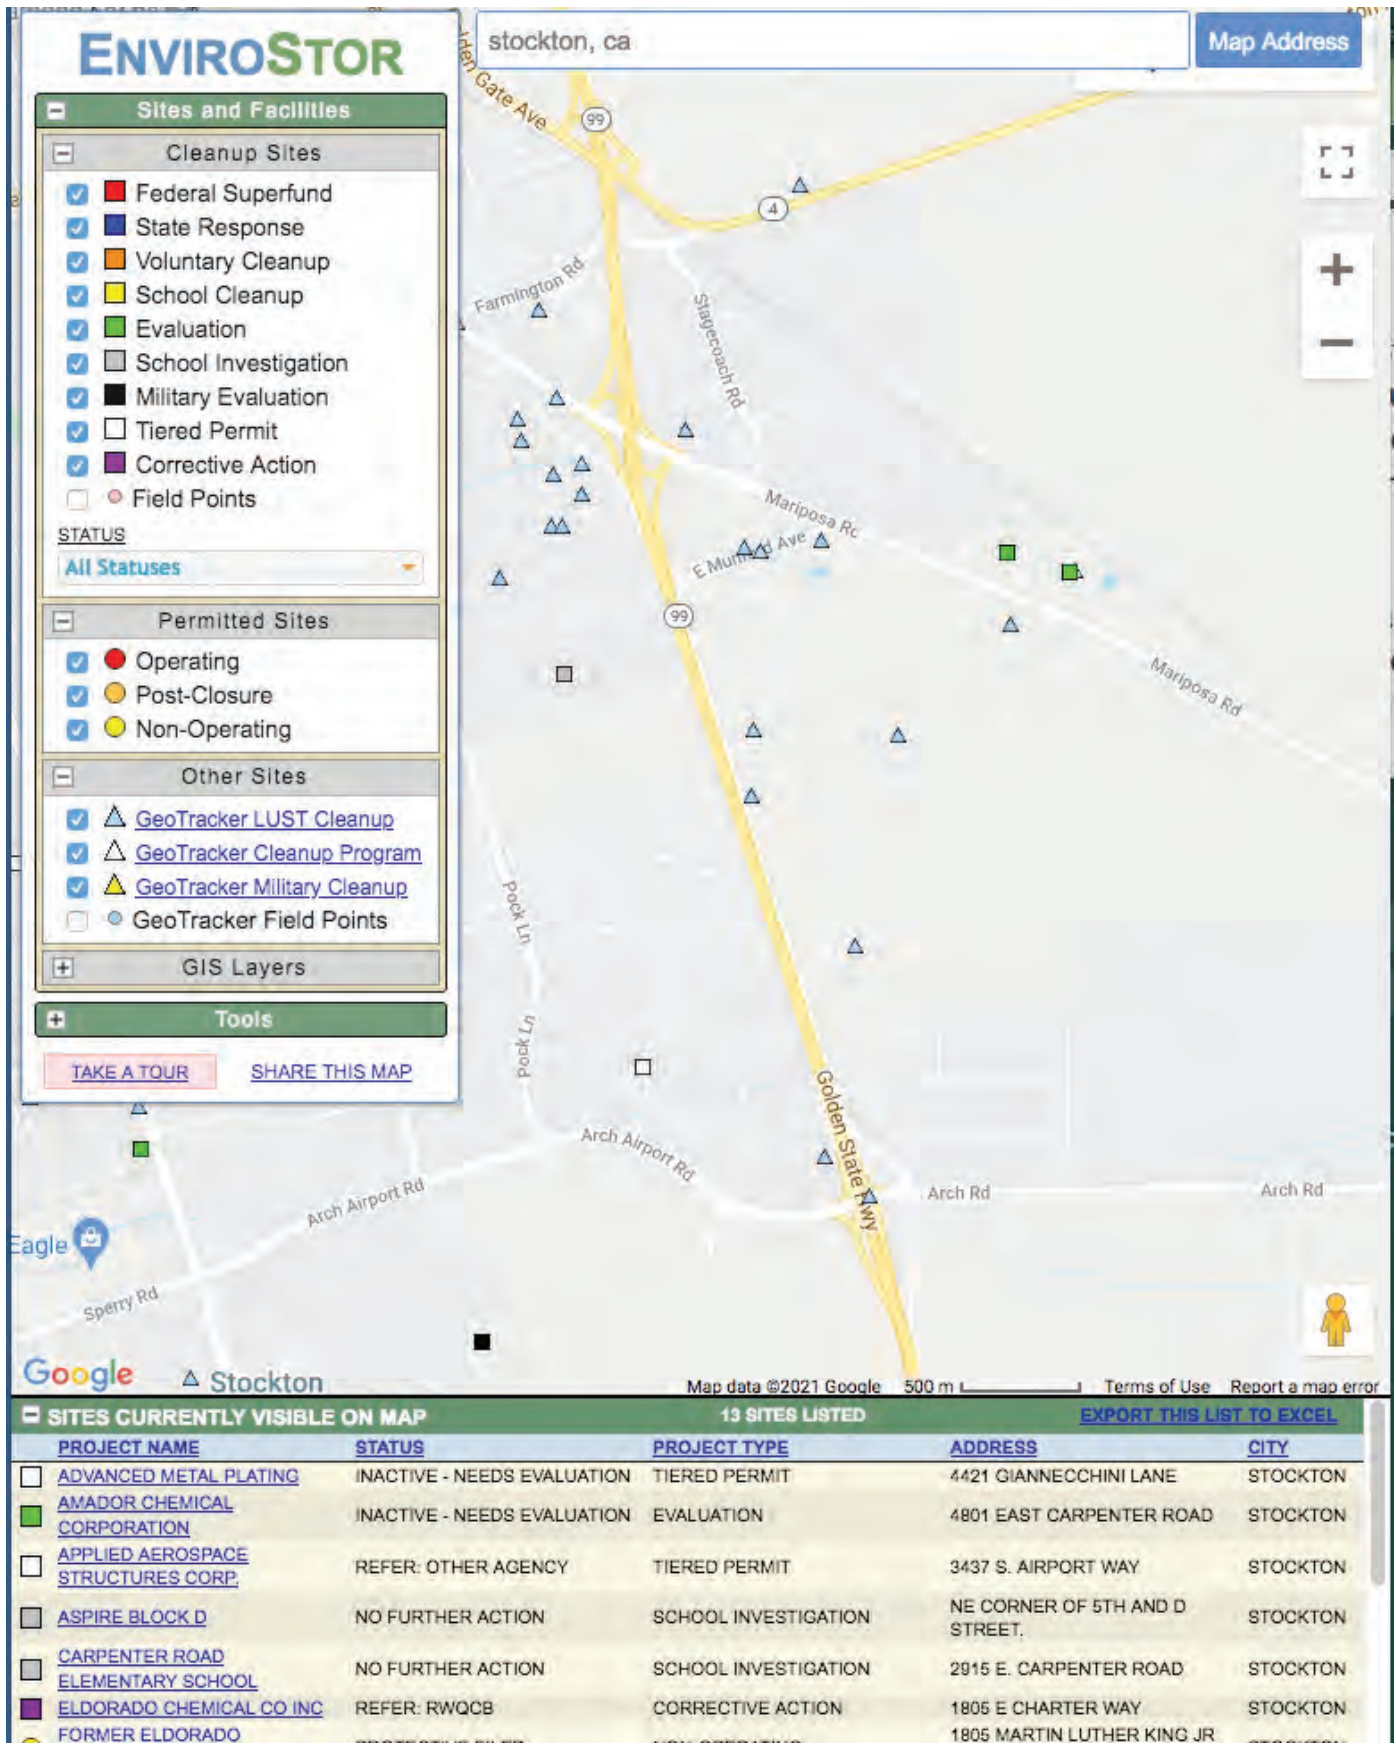 ENVIROSTOR
stockton, ca
Map Address
Sites and Facilities
Cleanup Sites
Federal Superfund
State Response
Voluntary Cleanup
School Cleanup
Evaluation
School Investigation
Military Evaluation
Tiered Permit
Corrective Action
Field Points
STATUS
All Statuses
Permitted Sites
Operating
Post-Closure
Non-Operating
Other Sites
GeoTracker LUST Cleanup
GeoTracker Cleanup Program
GeoTracker Military Cleanup
GeoTracker Field Points
GIS Layers
Tools
TAKE A TOUR SHARE THIS MAP
Gate Ave
99
4
Farmington Rd
Stagecoach Rd
Mariposa Rd
E Ave
99
Mariposa Rd
Pock Ln
Pock Ln
Golden State Hwy
Arch Airport Rd
Arch Airport Rd
Arch Rd
Arch Rd
Eagle
Sperry Rd
Google
Stockton
Map data ©2021 Google 500 m Terms of Use Report a map error
SITES CURRENTLY VISIBLE ON MAP 13 SITES LISTED EXPORT THIS LIST TO EXCEL
PROJECT NAME STATUS PROJECT TYPE ADDRESS CITY
ADVANCED METAL PLATING INACTIVE - NEEDS EVALUATION TIERED PERMIT 4421 GIANNECCHINI LANE STOCKTON
AMADOR CHEMICAL
CORPORATION INACTIVE - NEEDS EVALUATION EVALUATION 4801 EAST CARPENTER ROAD STOCKTON
APPLIED AEROSPACE
STRUCTURES CORP. REFER: OTHER AGENCY TIERED PERMIT 3437 S. AIRPORT WAY STOCKTON
ASPIRE BLOCK D NO FURTHER ACTION SCHOOL INVESTIGATION NE CORNER OF 5TH AND D
STREET. STOCKTON
CARPENTER ROAD
ELEMENTARY SCHOOL NO FURTHER ACTION SCHOOL INVESTIGATION 2915 E. CARPENTER ROAD STOCKTON
ELDORADO CHEMICAL CO INC REFER: RWQCB CORRECTIVE ACTION 1805 E CHARTER WAY STOCKTON
FORMER ELDORADO 1805 MARTIN LUTHER KING JR